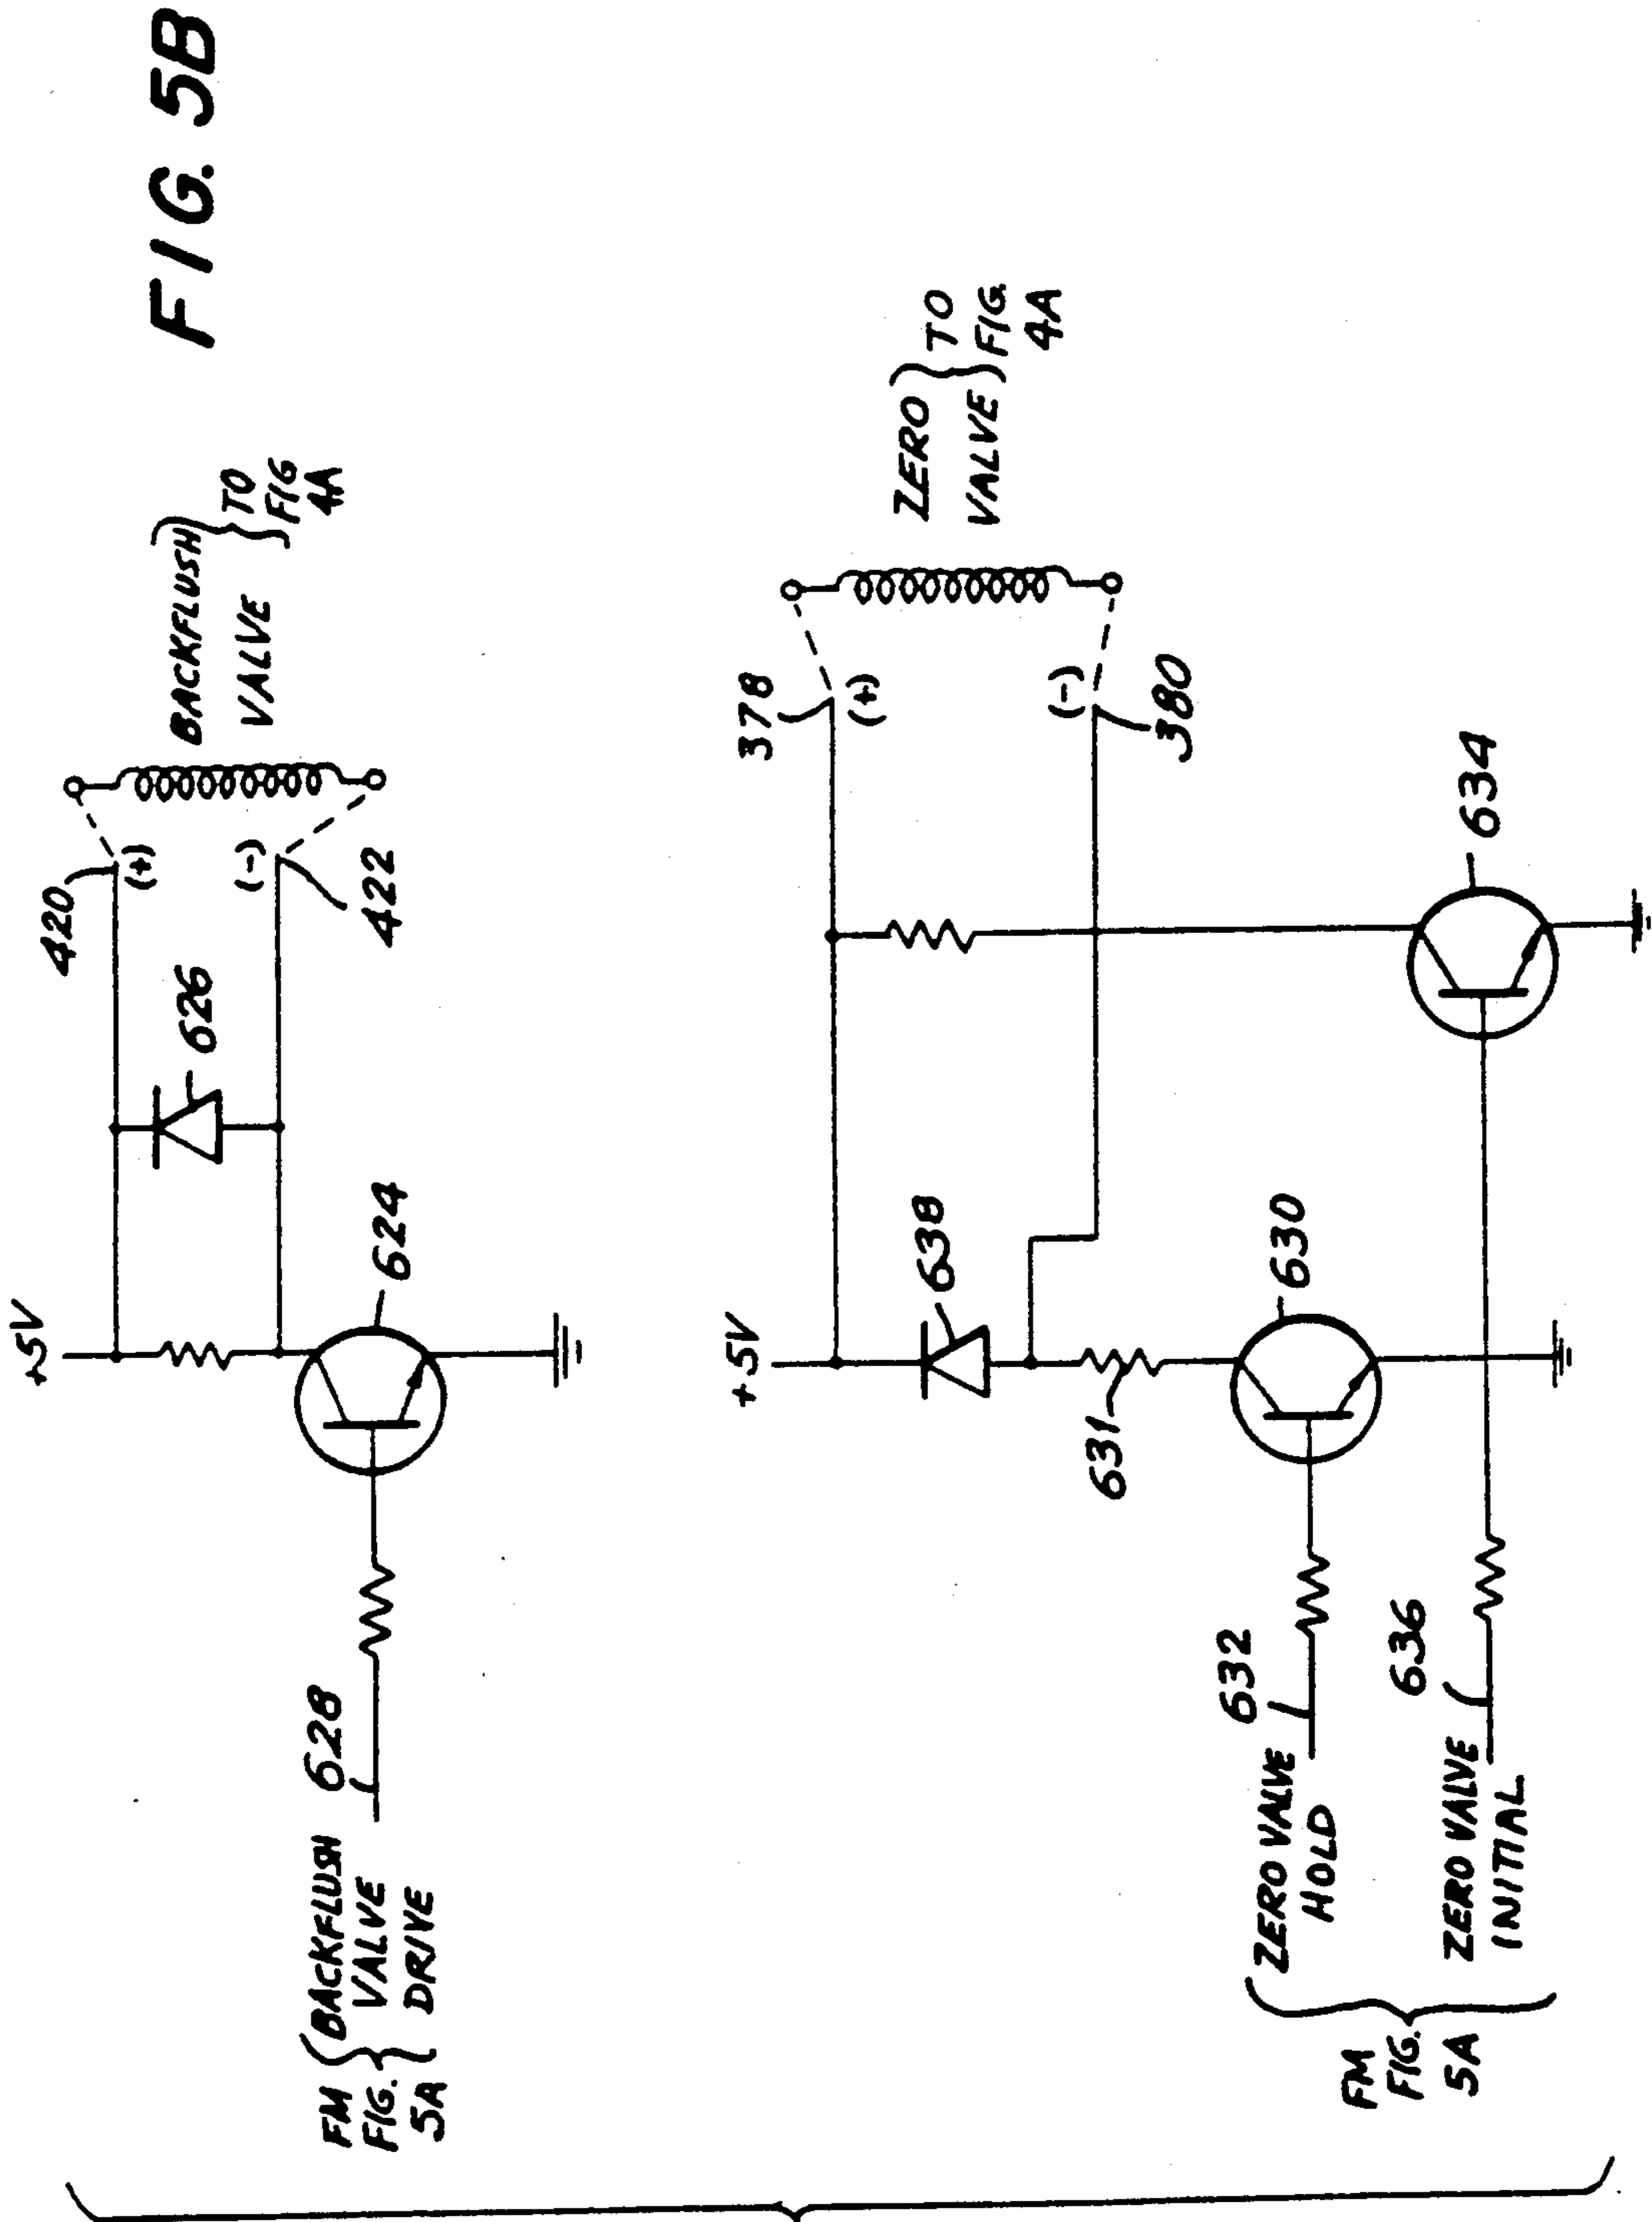 FIG. 5B
+5V
420
(+)
626
(-)
422
BACKFLUSH
VALVE
TO
FIG
4A
624
628
FM
FIG.
5A
BACKFLUSH
VALVE
DRIVE
+5V
378
(+)
638
(-)
380
ZERO
VALVE
TO
FIG.
4A
631
630
634
632
636
FM
FIG.
5A
ZERO VALVE
HOLD
ZERO VALVE
INITIAL